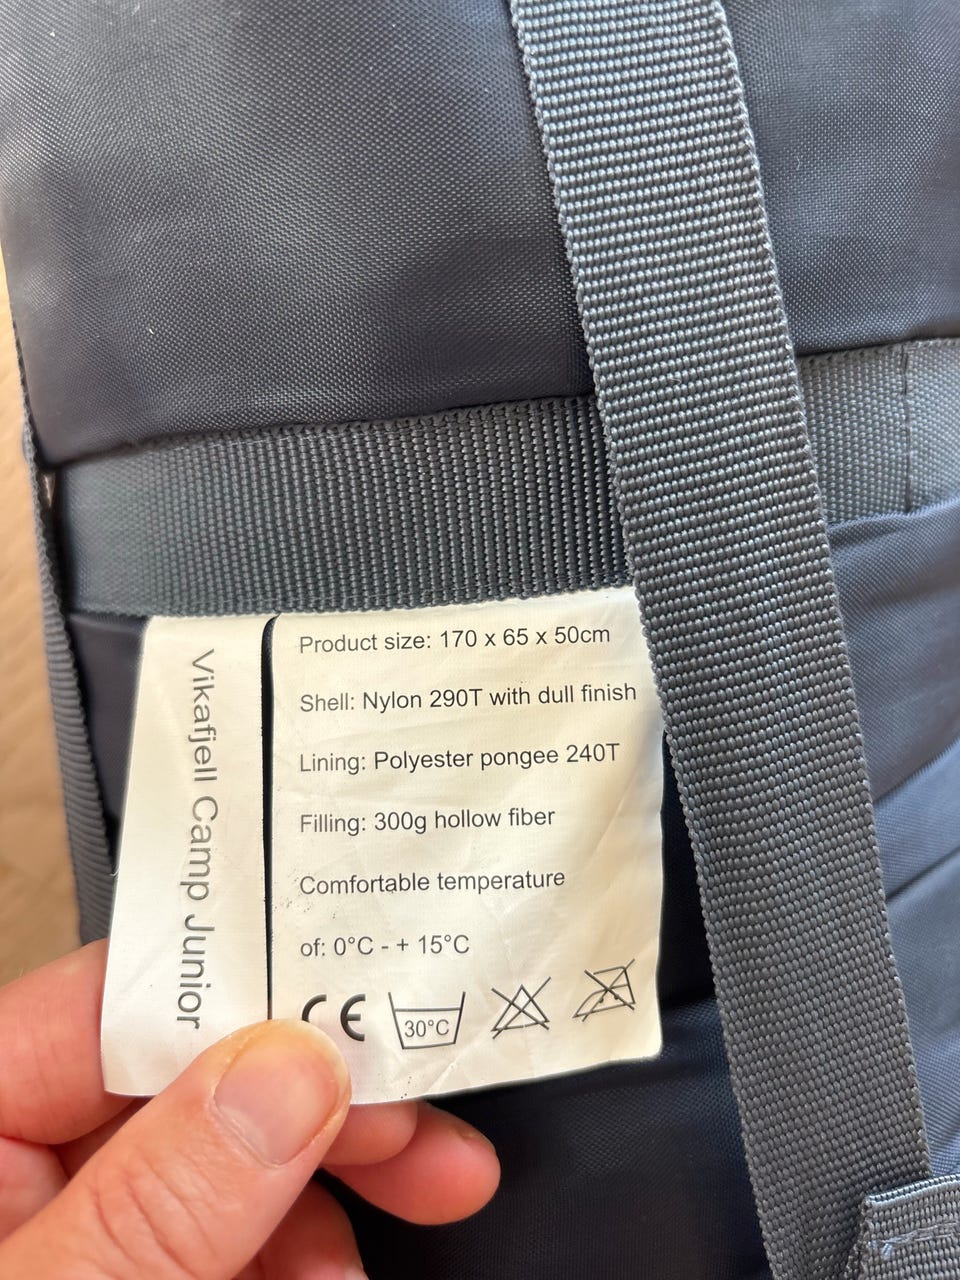 Vikafjell Camp Junior
Product size: 170 x 65 x 50cm
Shell: Nylon 290T with dull finish
Lining: Polyester pongee 240T
Filling: 300g hollow fiber
Comfortable temperature
of: 0°C - + 15°C
CE 30°C